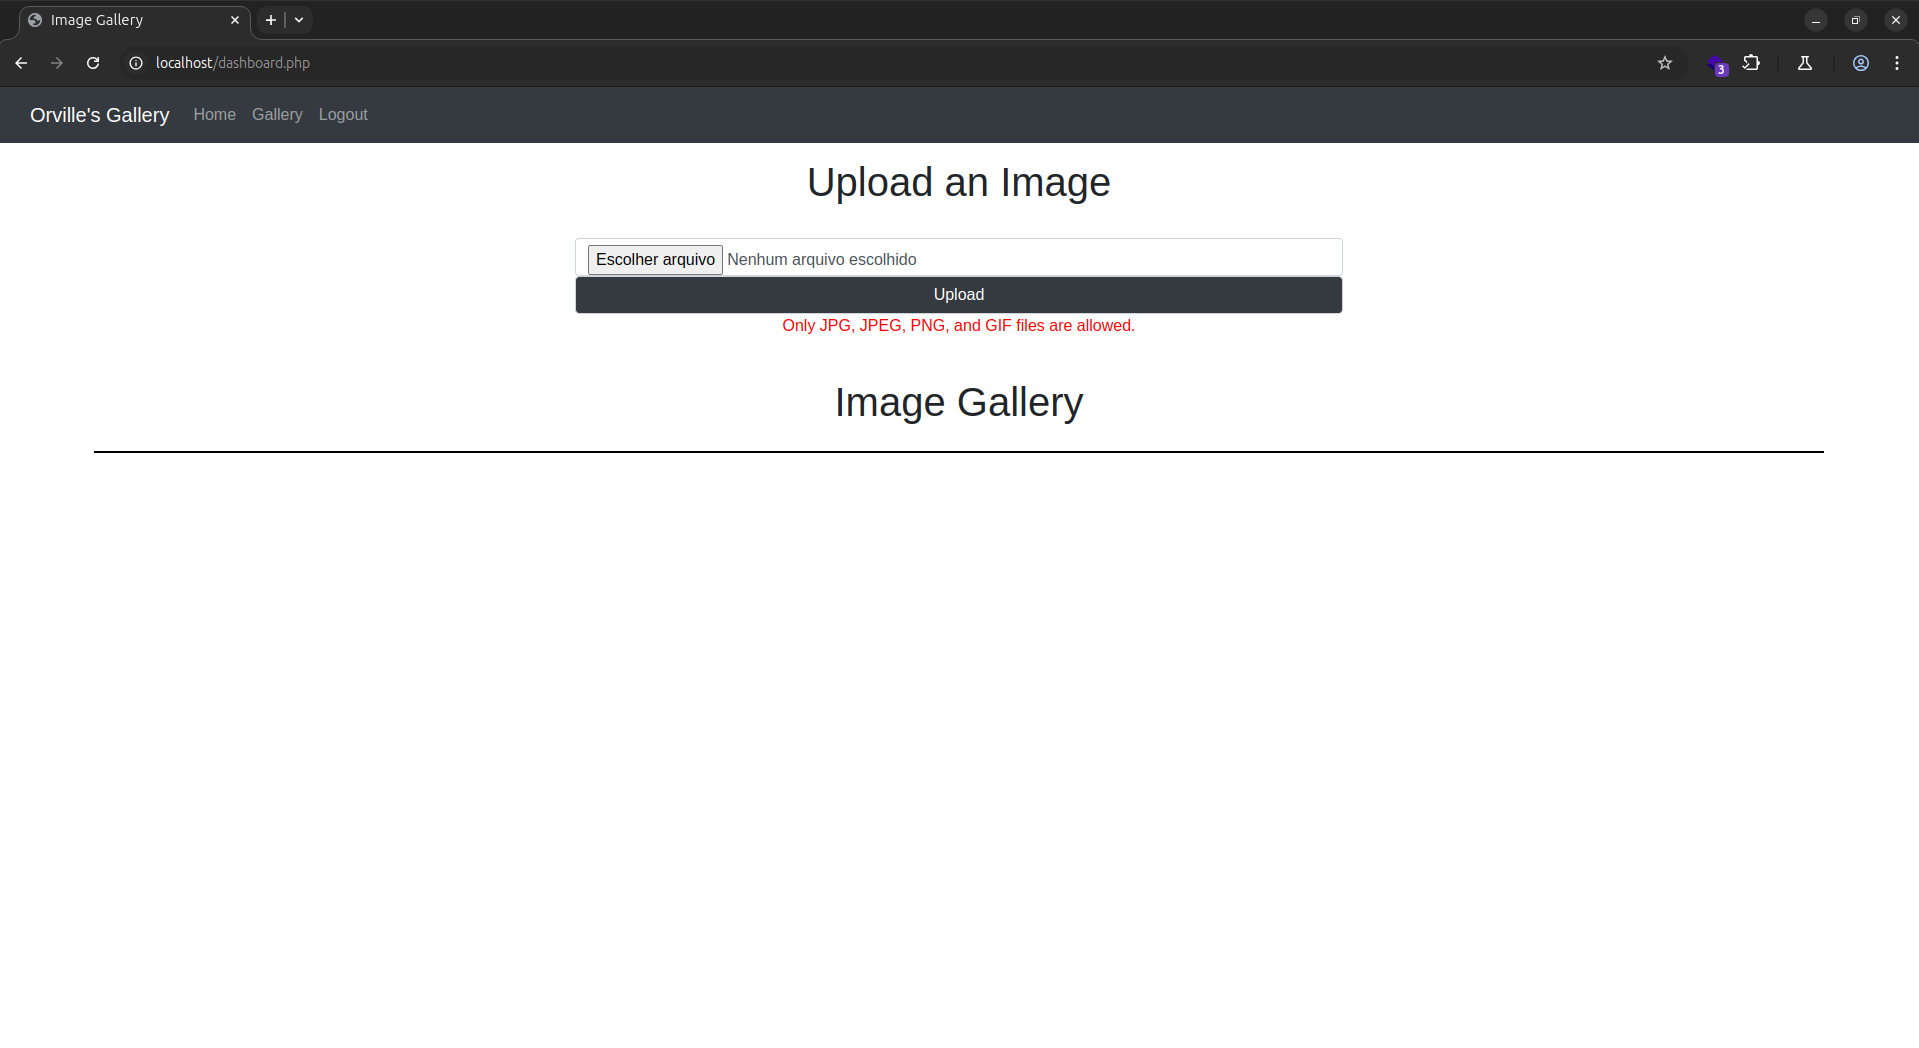 Image Gallery
localhost/dashboard.php
3
Orville's Gallery Home Gallery Logout
Upload an Image
Escolher arquivo Nenhum arquivo escolhido
Upload
Only JPG, JPEG, PNG, and GIF files are allowed.
Image Gallery